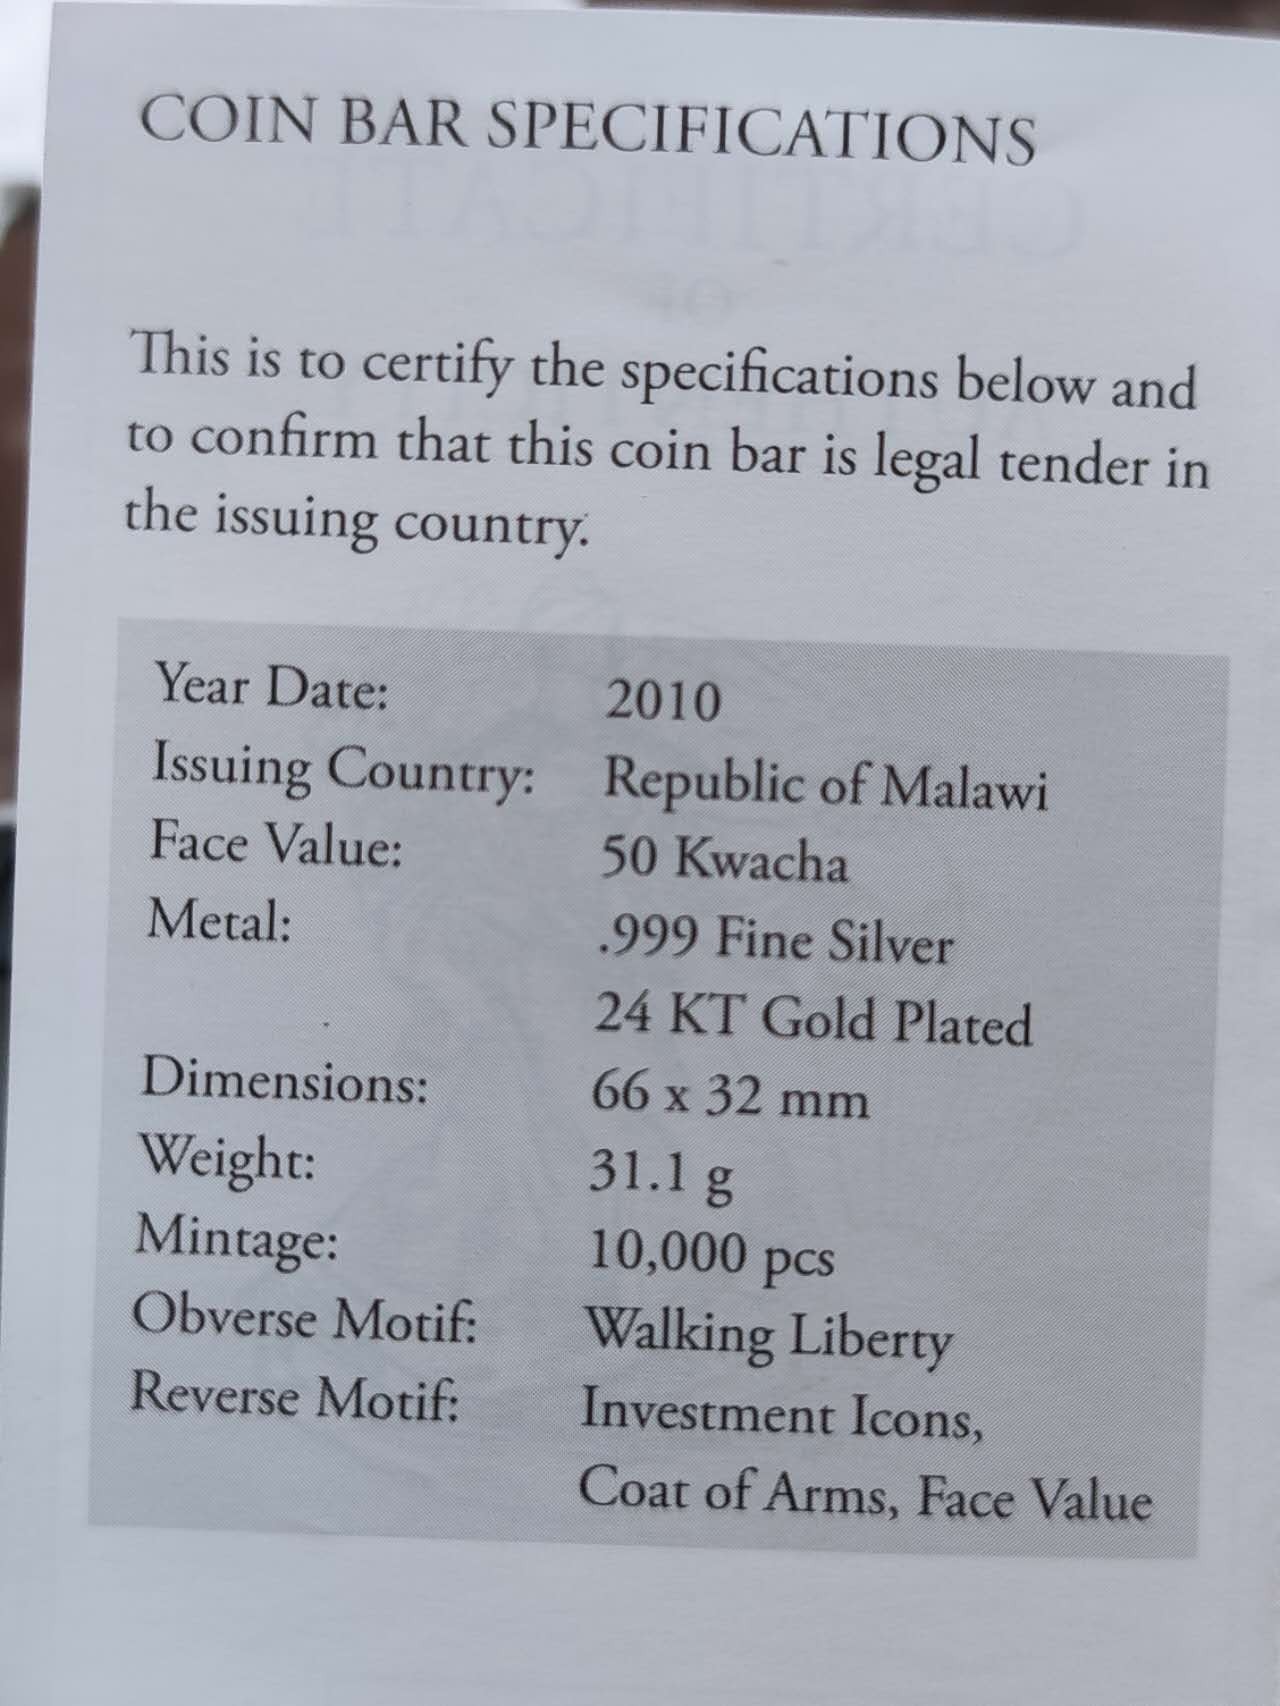 COIN BAR SPECIFICATIONS
This is to certify the specifications below and
to confirm that this coin bar is legal tender in
the issuing country.
Year Date: 2010
Issuing Country: Republic of Malawi
Face Value: 50 Kwacha
Metal: .999 Fine Silver
24 KT Gold Plated
Dimensions: 66 x 32 mm
Weight: 31.1 g
Mintage: 10,000 pcs
Obverse Motif: Walking Liberty
Reverse Motif: Investment Icons,
Coat of Arms, Face Value